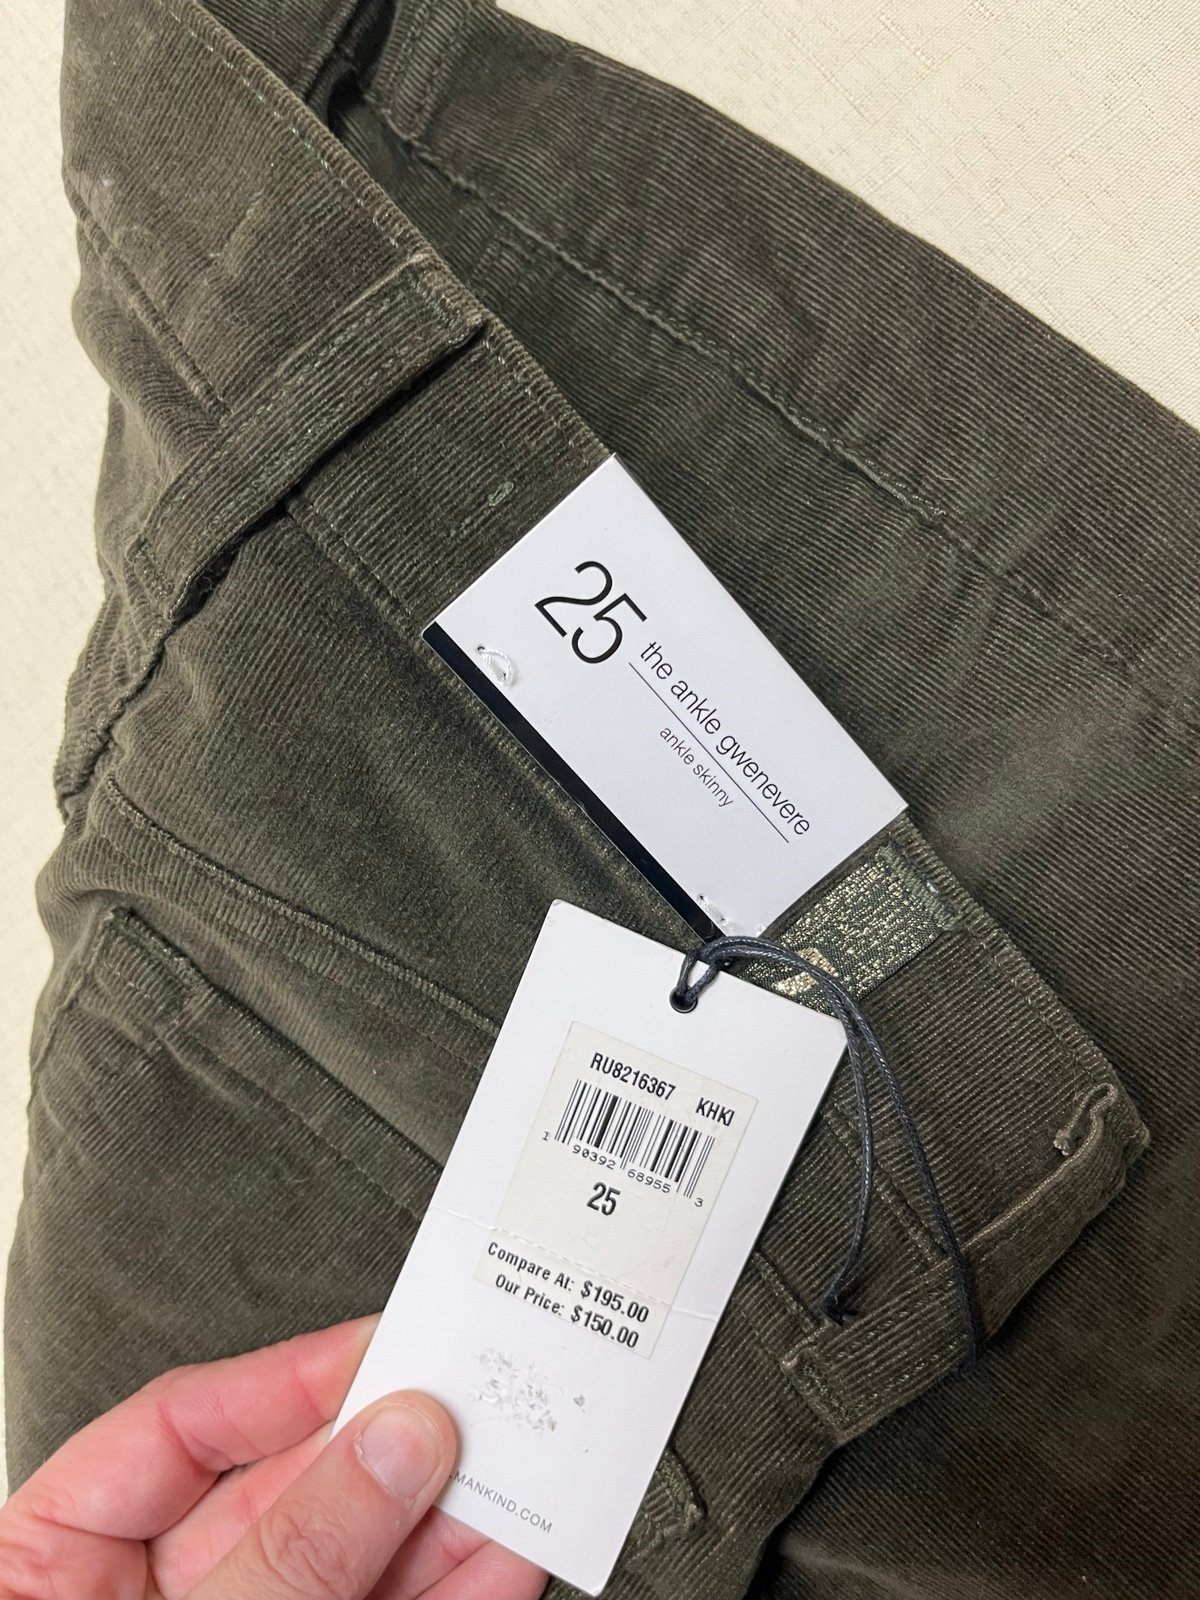 25
the ankle gwenevere
ankle skinny
RU8216367 KHKI
1 90392 68955 3
25
Compare At: $195.00
Our Price: $150.00
MANKIND.COM